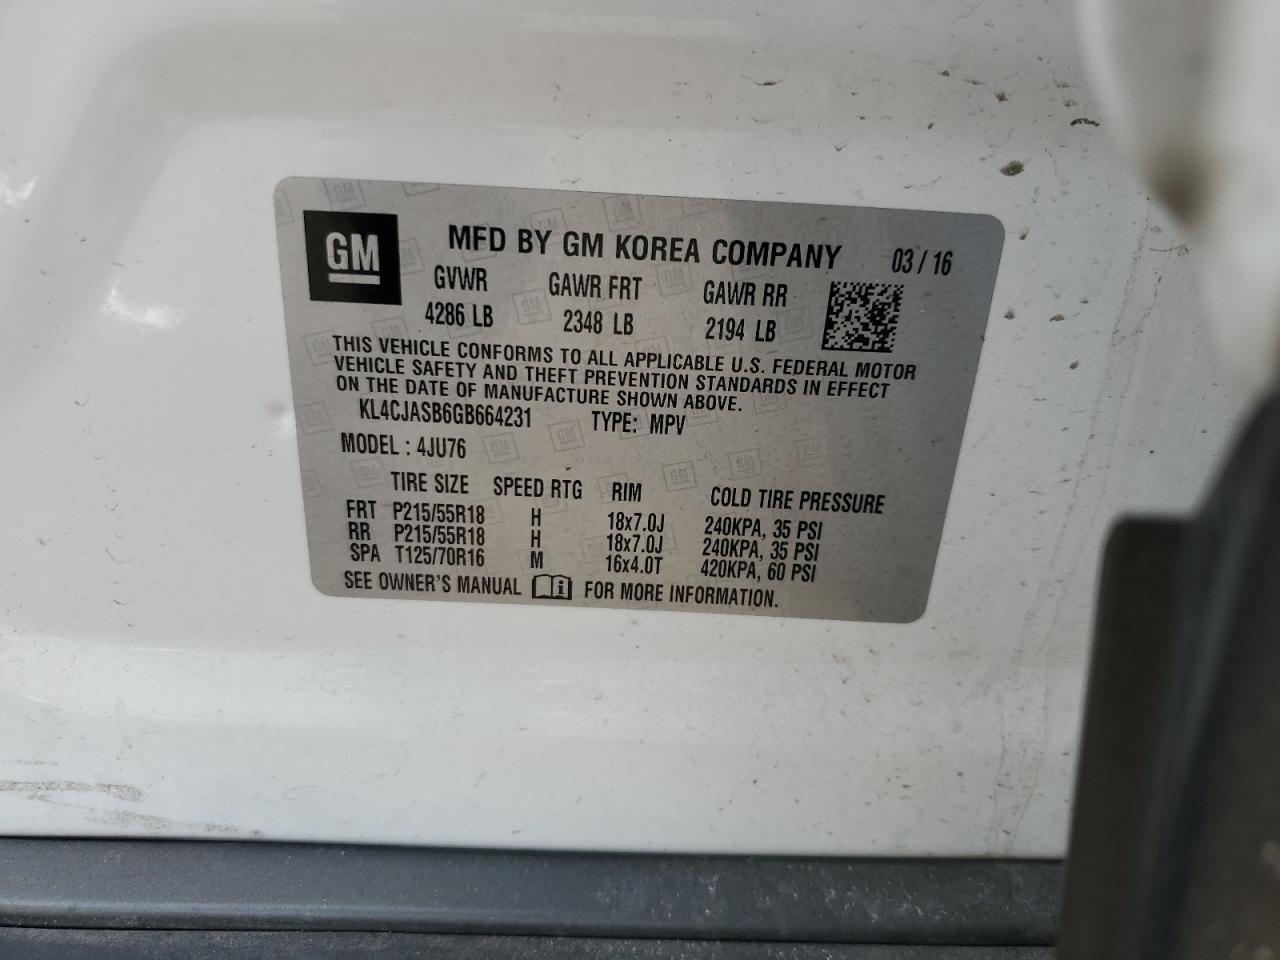 GM
MFD BY GM KOREA COMPANY 03 / 16
GVWR GAWR FRT GAWR RR
4286 LB 2348 LB 2194 LB
THIS VEHICLE CONFORMS TO ALL APPLICABLE U.S. FEDERAL MOTOR
VEHICLE SAFETY AND THEFT PREVENTION STANDARDS IN EFFECT
ON THE DATE OF MANUFACTURE SHOWN ABOVE.
KL4CJASB6GB664231 TYPE: MPV
MODEL : 4JU76
TIRE SIZE SPEED RTG RIM COLD TIRE PRESSURE
FRT P215/55R18 H 18x7.0J 240KPA, 35 PSI
RR P215/55R18 H 18x7.0J 240KPA, 35 PSI
SPA T125/70R16 M 16x4.0T 420KPA, 60 PSI
SEE OWNER'S MANUAL i FOR MORE INFORMATION.